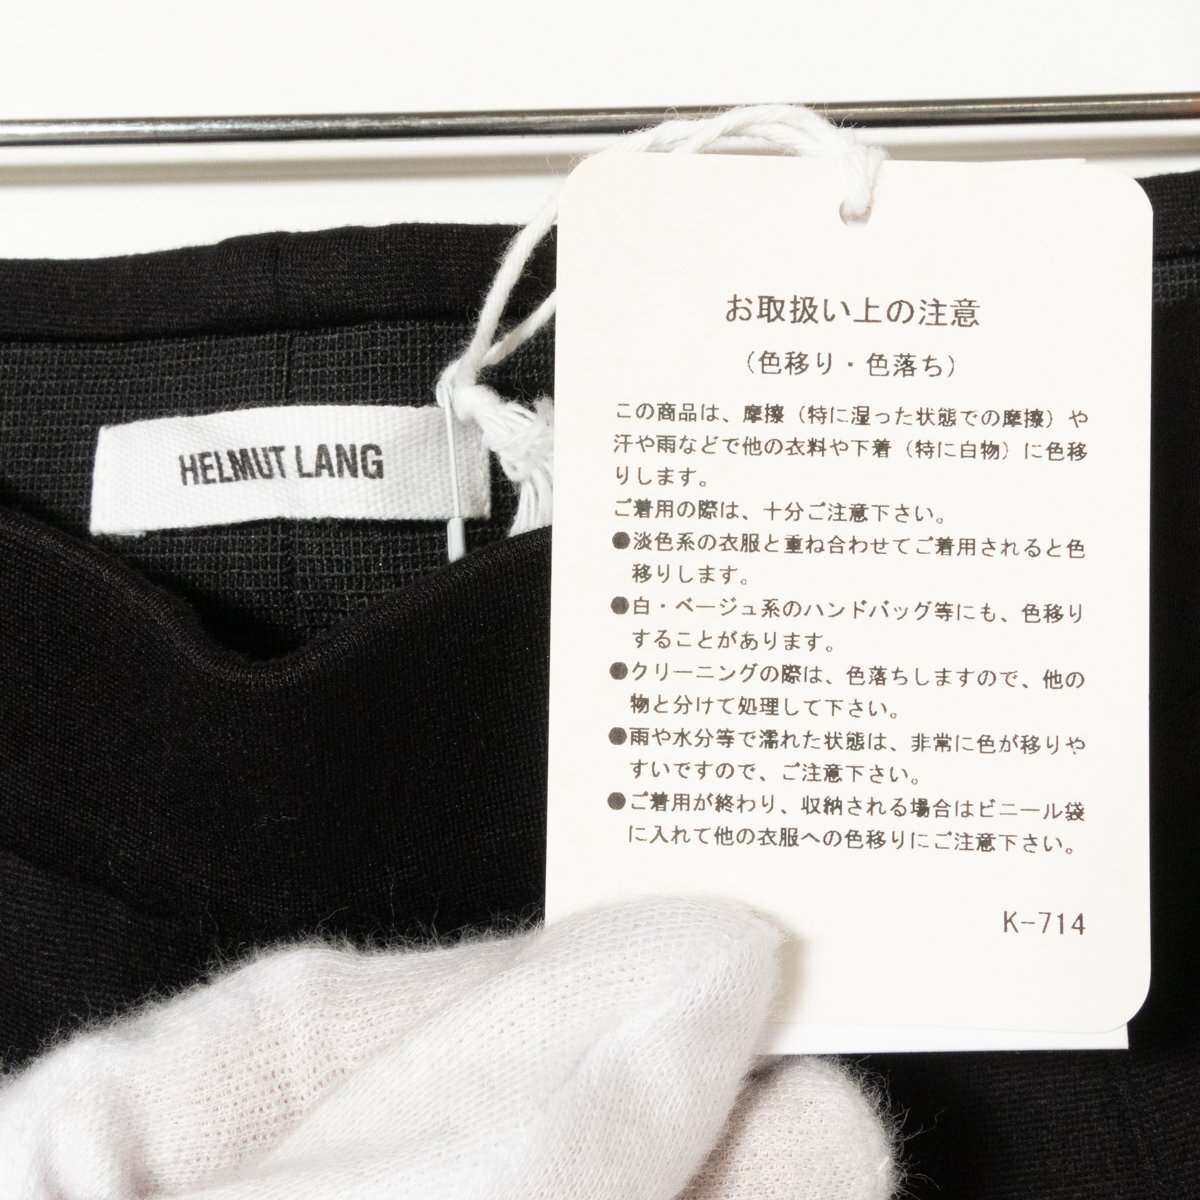 HELMUT LANG
お取扱い上の注意
（色移り・色落ち）
この商品は、摩擦（特に湿った状態での摩擦）や
汗や雨などで他の衣料や下着（特に白物）に色移
りします。
ご着用の際は、十分ご注意下さい。
●淡色系の衣服と重ね合わせてご着用されると色
移りします。
●白・ベージュ系のハンドバッグ等にも、色移り
することがあります。
●クリーニングの際は、色落ちしますので、他の
物と分けて処理して下さい。
●雨や水分等で濡れた状態は、非常に色が移りや
すいですので、ご注意下さい。
●ご着用が終わり、収納される場合はビニール袋
に入れて他の衣服への色移りにご注意下さい。
K-714